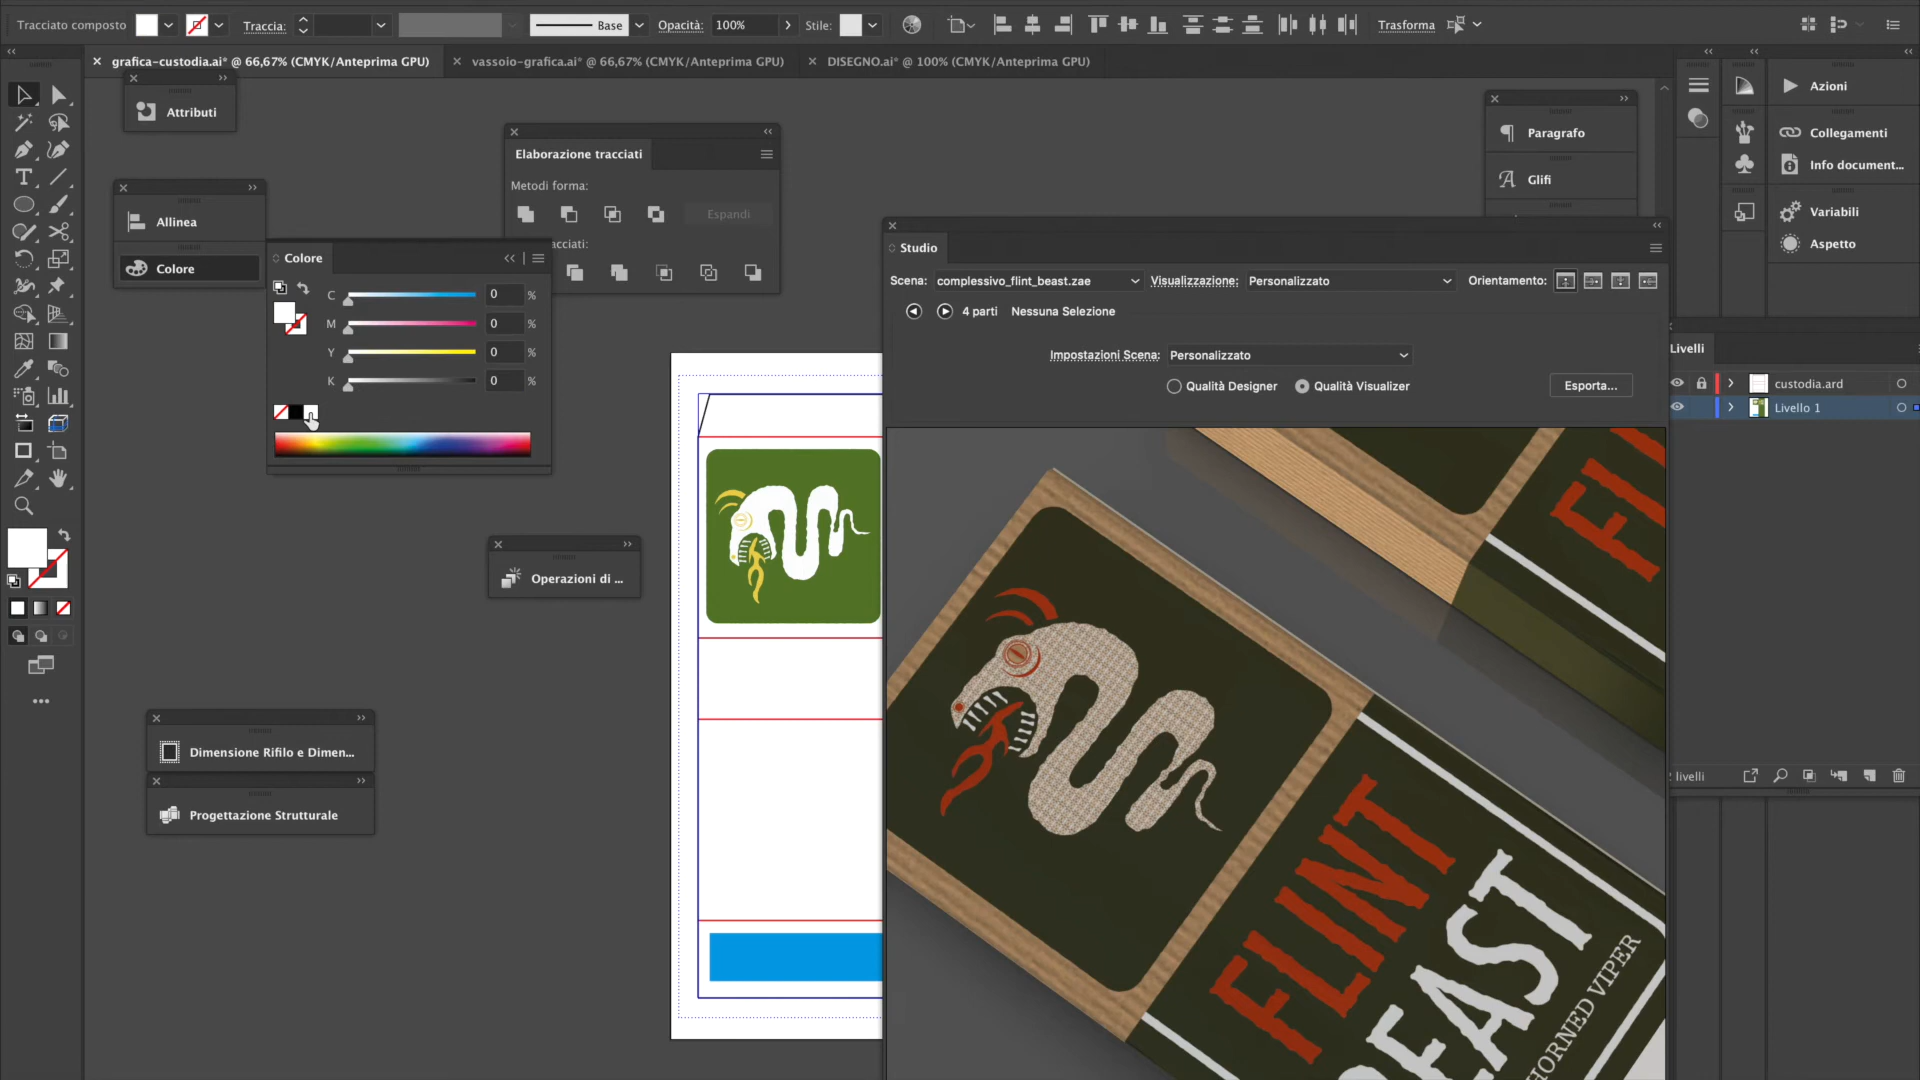 Tracciato composto
Traccia:
Base
Opacità:
100%
Stile:
Trasforma
grafica-custodia.ai* @ 66,67% (CMYK/Anteprima GPU)
vassoio-grafica.ai* @ 66,67% (CMYK/Anteprima GPU)
DISEGNO.ai* @ 100% (CMYK/Anteprima GPU)
Attributi
Allinea
Colore
Colore
C 0 %
M 0 %
Y 0 %
K 0 %
Elaborazione tracciati
Metodi forma:
Espandi
acciati:
Operazioni di ...
Dimensione Rifilo e Dimen...
Progettazione Strutturale
Paragrafo
Glifi
Studio
Scena: complessivo_flint_beast.zae
Visualizzazione: Personalizzato
Orientamento:
4 parti
Nessuna Selezione
Impostazioni Scena: Personalizzato
Qualità Designer
Qualità Visualizer
Esporta...
FLINT
BEAST
HORNED VIPER
Azioni
Collegamenti
Info document...
Variabili
Aspetto
Livelli
custodia.ard
Livello 1
livelli